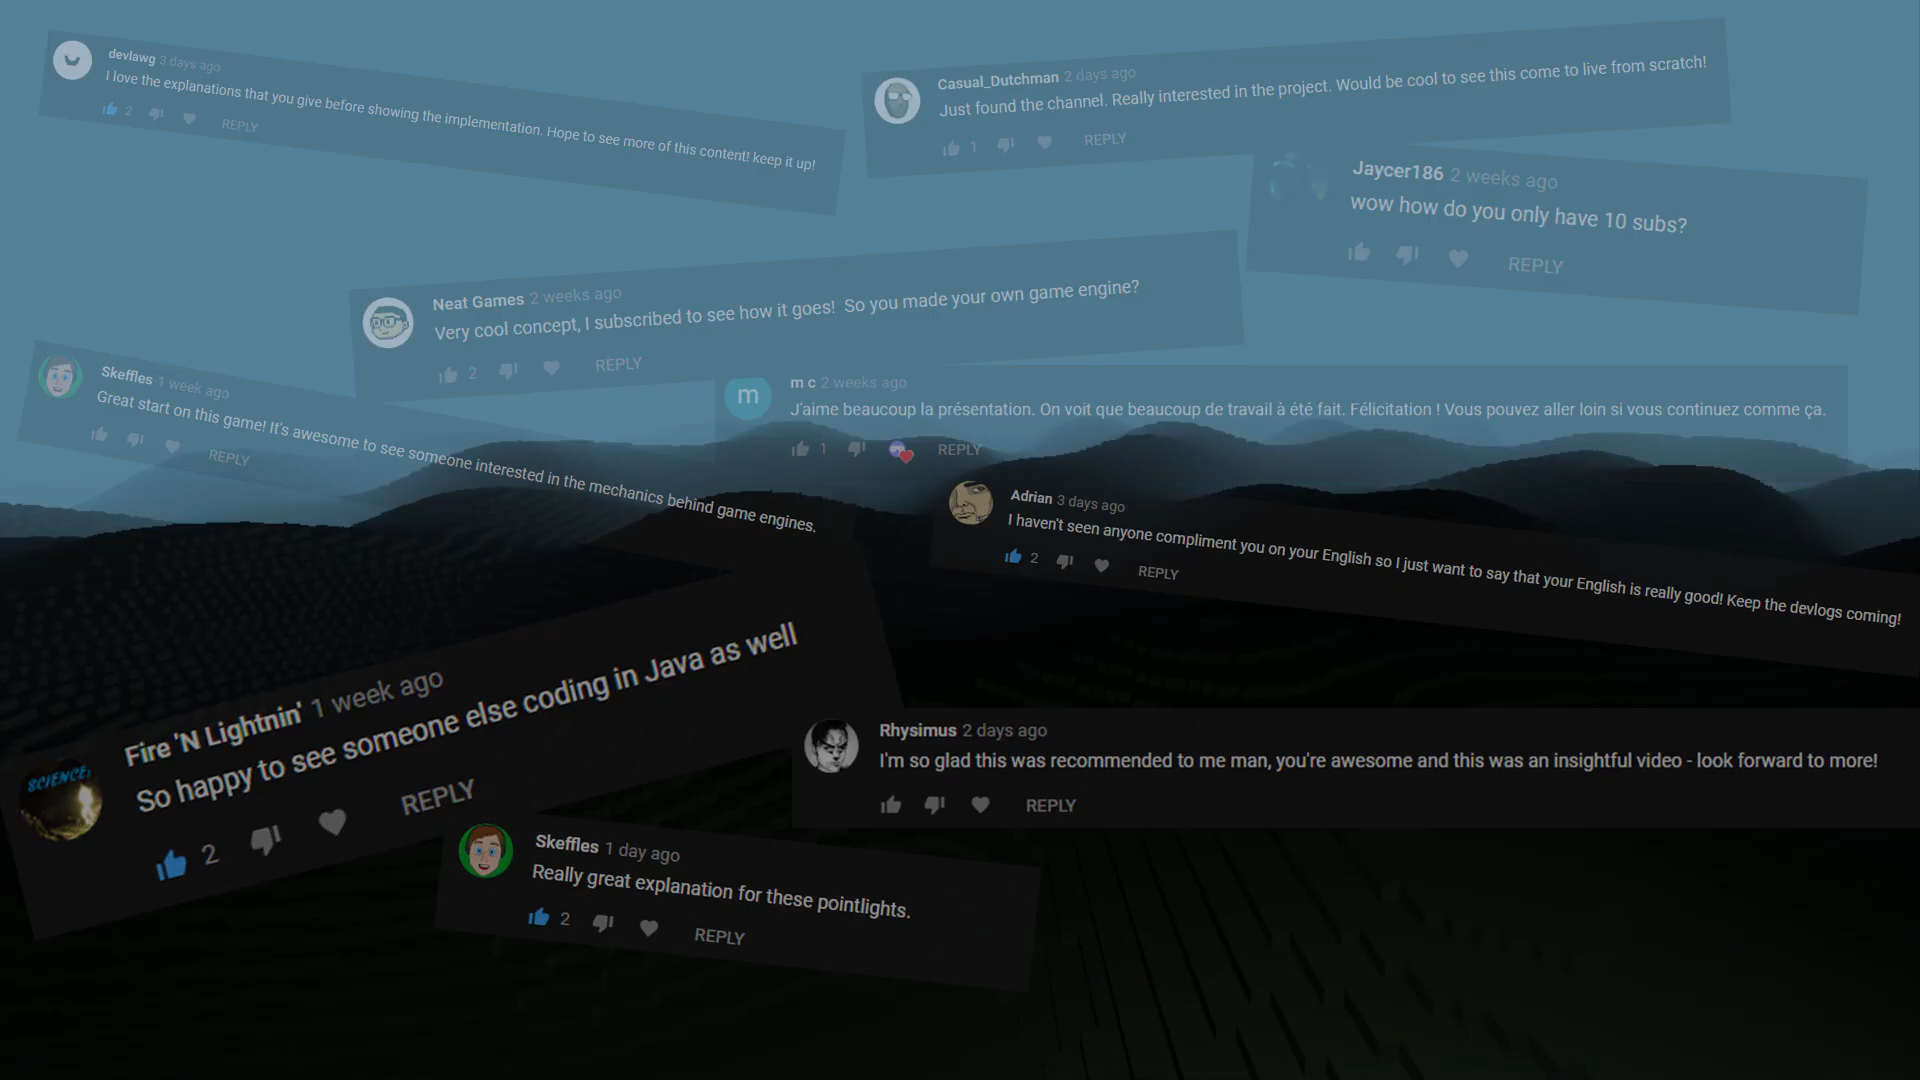 devlawg 3 days ago
I love the explanations that you give before showing the implementation. Hope to see more of this content! keep it up!
2 REPLY
Casual_Dutchman 2 days ago
Just found the channel. Really interested in the project. Would be cool to see this come to live from scratch!
1 REPLY
Jaycer186 2 weeks ago
wow how do you only have 10 subs?
REPLY
Neat Games 2 weeks ago
Very cool concept, I subscribed to see how it goes! So you made your own game engine?
2 REPLY
Skeffles 1 week ago
Great start on this game! It's awesome to see someone interested in the mechanics behind game engines.
REPLY
m
m c 2 weeks ago
J'aime beaucoup la présentation. On voit que beaucoup de travail à été fait. Félicitation ! Vous pouvez aller loin si vous continuez comme ça.
1 REPLY
Adrian 3 days ago
I haven't seen anyone compliment you on your English so I just want to say that your English is really good! Keep the devlogs coming!
2 REPLY
SCIENCE!
Fire 'N Lightnin' 1 week ago
So happy to see someone else coding in Java as well
2 REPLY
Rhysimus 2 days ago
I'm so glad this was recommended to me man, you're awesome and this was an insightful video - look forward to more!
REPLY
Skeffles 1 day ago
Really great explanation for these pointlights.
2 REPLY